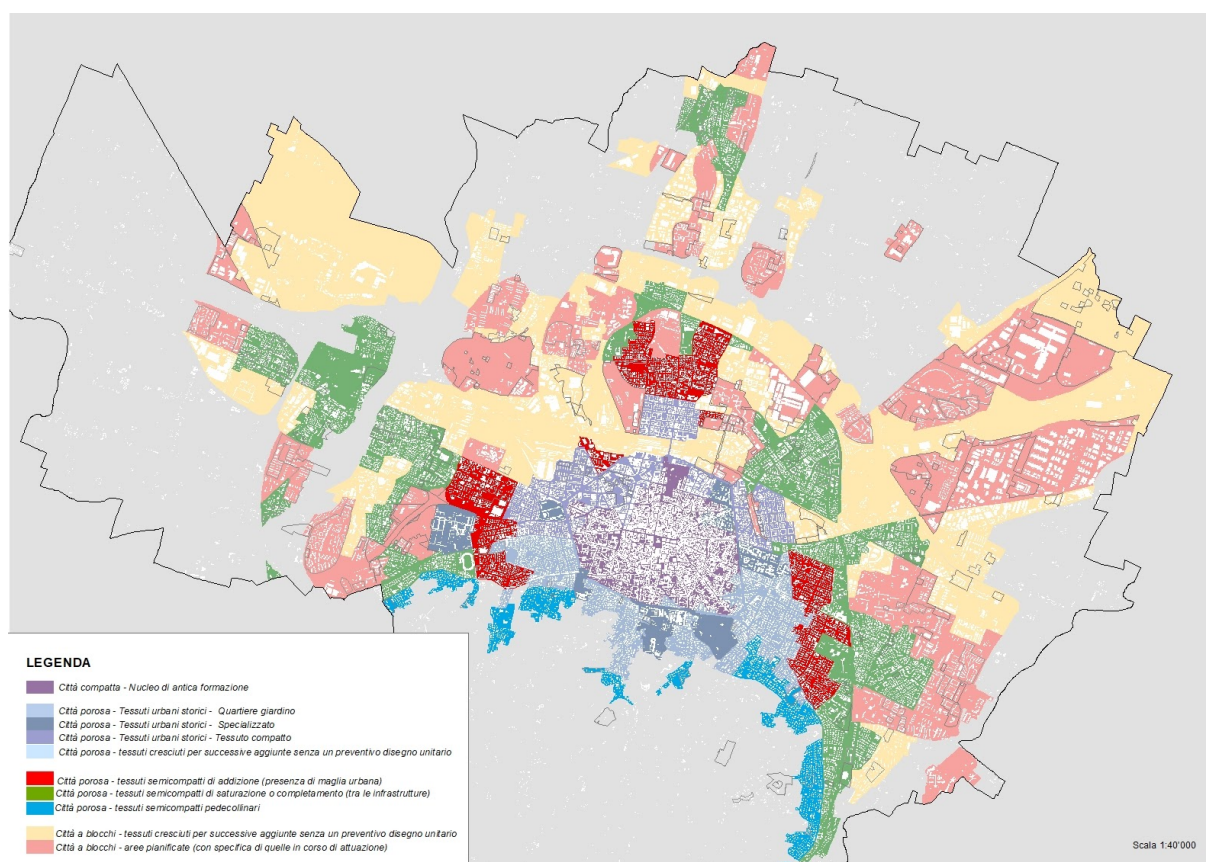 LEGENDA
Città compatta - Nucleo di antica formazione
Città porosa - Tessuti urbani storici - Quartiere giardino
Città porosa - Tessuti urbani storici - Specializzato
Città porosa - Tessuti urbani storici - Tessuto compatto
Città porosa - tessuti cresciuti per successive aggiunte senza un preventivo disegno unitario
Città porosa - tessuti semicompatti di addizione (presenza di maglia urbana)
Città porosa - tessuti semicompatti di saturazione o completamento (tra le infrastrutture)
Città porosa - tessuti semicompatti pedecollinari
Città a blocchi - tessuti cresciuti per successive aggiunte senza un preventivo disegno unitario
Città a blocchi - aree pianificate (con specifica di quelle in corso di attuazione)
Scala 1:40'000